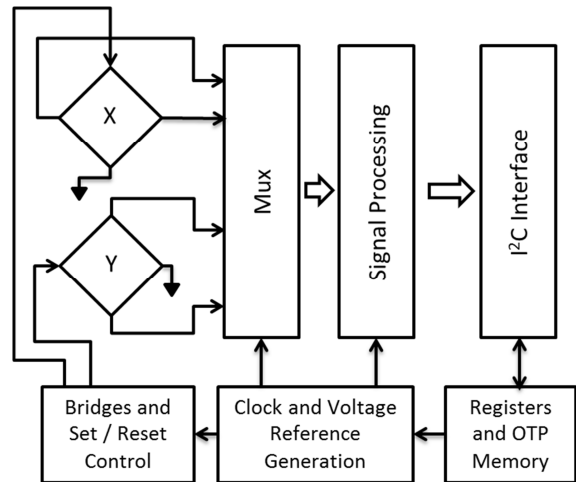 X
Y
Mux
Signal Processing
I²C Interface
Bridges and
Set / Reset
Control
Clock and Voltage
Reference
Generation
Registers
and OTP
Memory